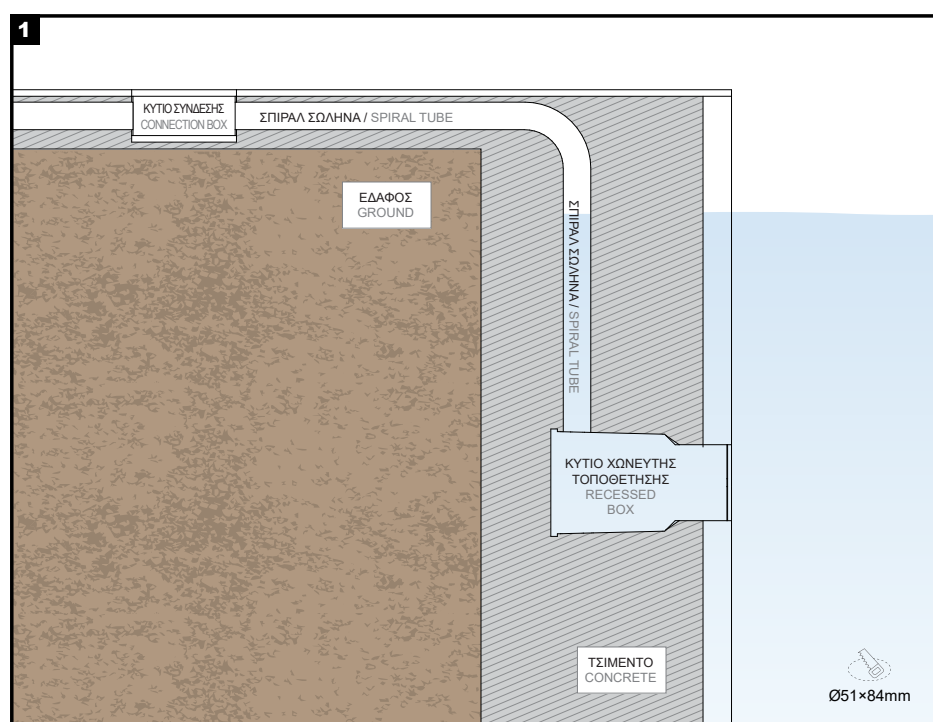 1
ΚΥΤΙΟ ΣΥΝΔΕΣΗΣ
CONNECTION BOX
ΣΠΙΡΑΛ ΣΩΛΗΝΑ / SPIRAL TUBE
ΕΔΑΦΟΣ
GROUND
ΣΠΙΡΑΛ ΣΩΛΗΝΑ / SPIRAL TUBE
ΚΥΤΙΟ ΧΩΝΕΥΤΗΣ
ΤΟΠΟΘΕΤΗΣΗΣ
RECESSED
BOX
ΤΣΙΜΕΝΤΟ
CONCRETE
Ø51×84mm